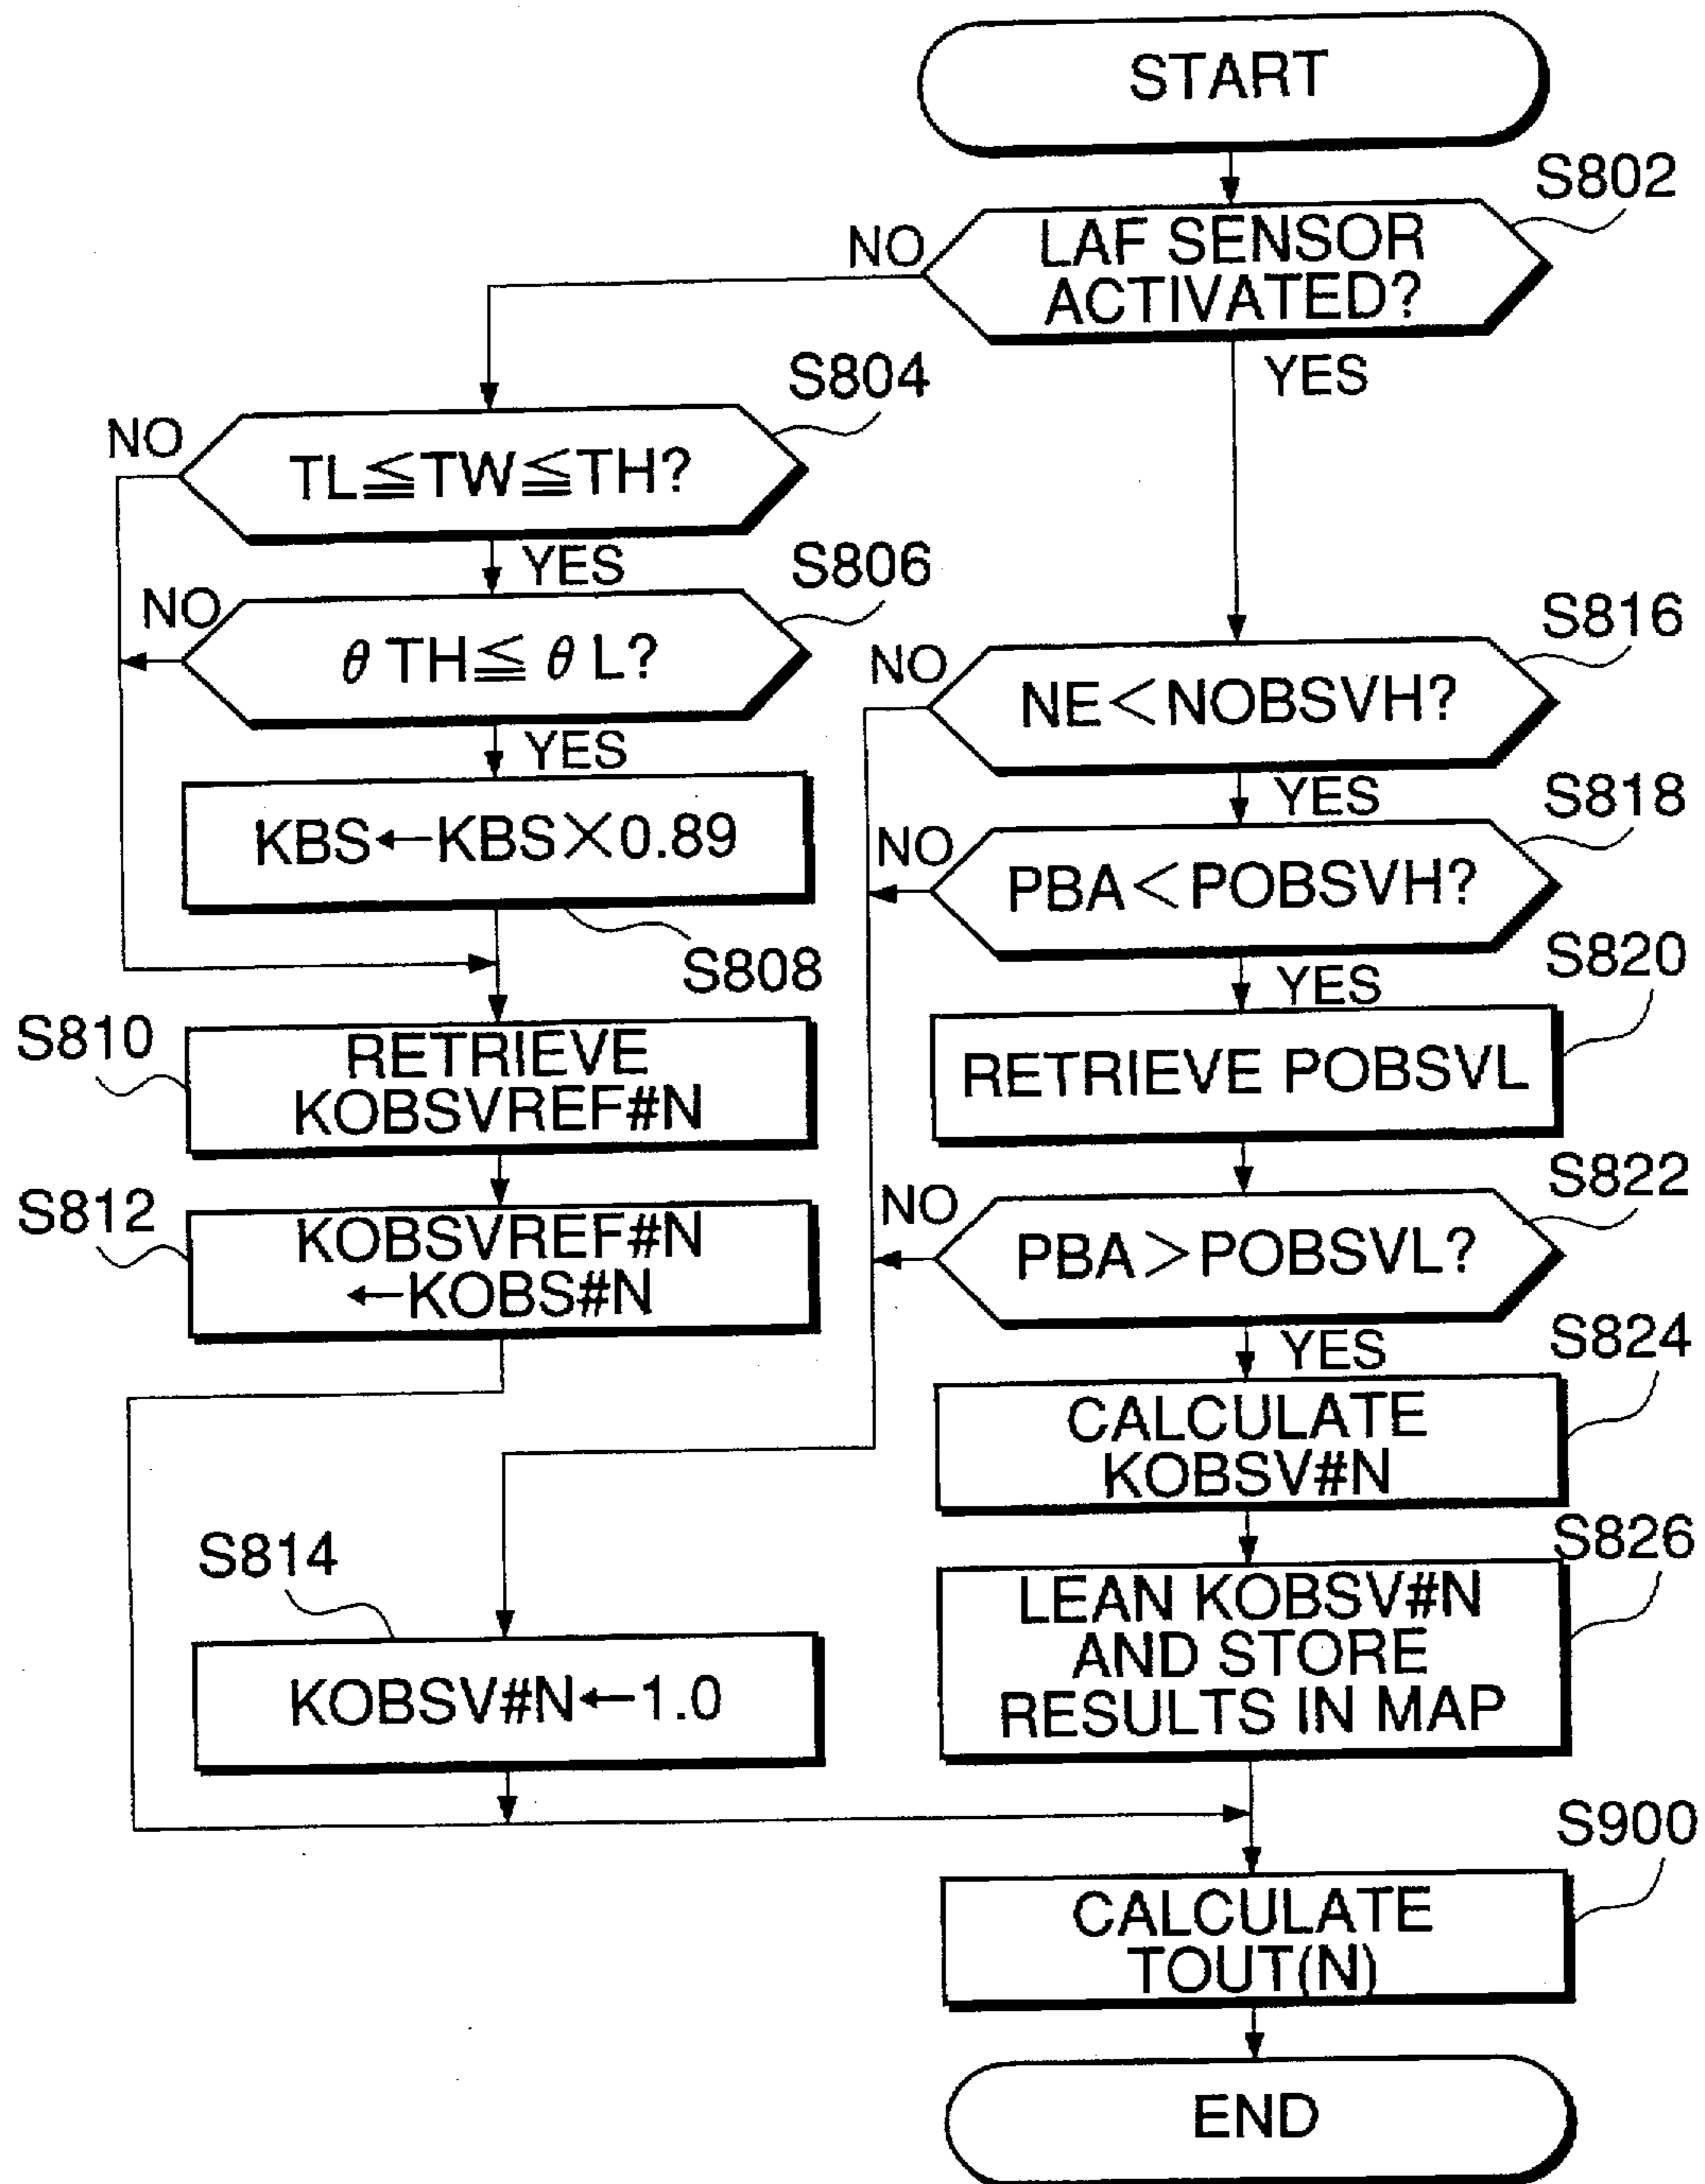 START
S802
LAF SENSOR
ACTIVATED?
NO
YES
S804
NO
TL≦TW≦TH?
YES
S806
NO
θ TH≦ θ L?
YES
KBS←KBS×0.89
S808
S810
RETRIEVE
KOBSVREF#N
S812
KOBSVREF#N
←KOBS#N
S814
KOBSV#N←1.0
S816
NO
NE<NOBSVH?
YES
S818
NO
PBA<POBSVH?
YES
S820
RETRIEVE POBSVL
S822
NO
PBA>POBSVL?
YES
S824
CALCULATE
KOBSV#N
S826
LEAN KOBSV#N
AND STORE
RESULTS IN MAP
S900
CALCULATE
TOUT(N)
END